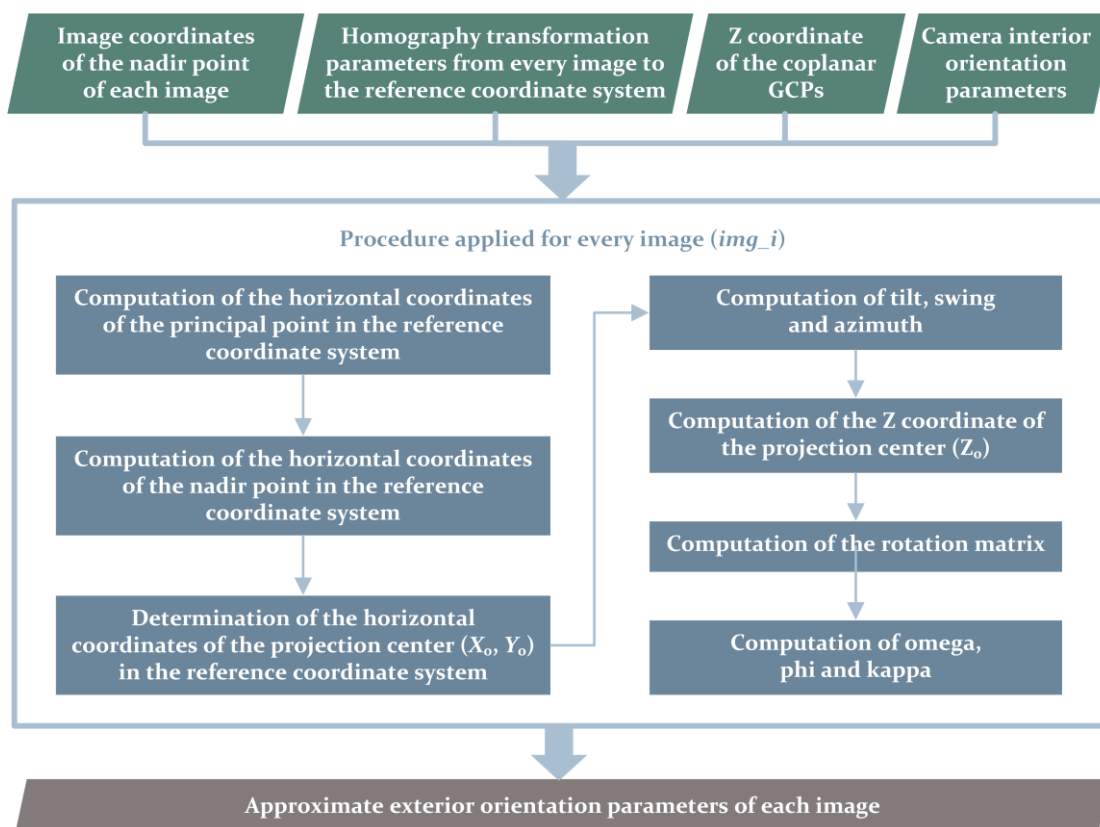 Image coordinates
of the nadir point
of each image
Homography transformation
parameters from every image to
the reference coordinate system
Z coordinate
of the coplanar
GCPs
Camera interior
orientation
parameters
Procedure applied for every image (img_i)
Computation of the horizontal coordinates
of the principal point in the reference
coordinate system
Computation of the horizontal coordinates
of the nadir point in the reference
coordinate system
Determination of the horizontal
coordinates of the projection center (Xₒ, Yₒ)
in the reference coordinate system
Computation of tilt, swing
and azimuth
Computation of the Z coordinate of
the projection center (Zₒ)
Computation of the rotation matrix
Computation of omega,
phi and kappa
Approximate exterior orientation parameters of each image